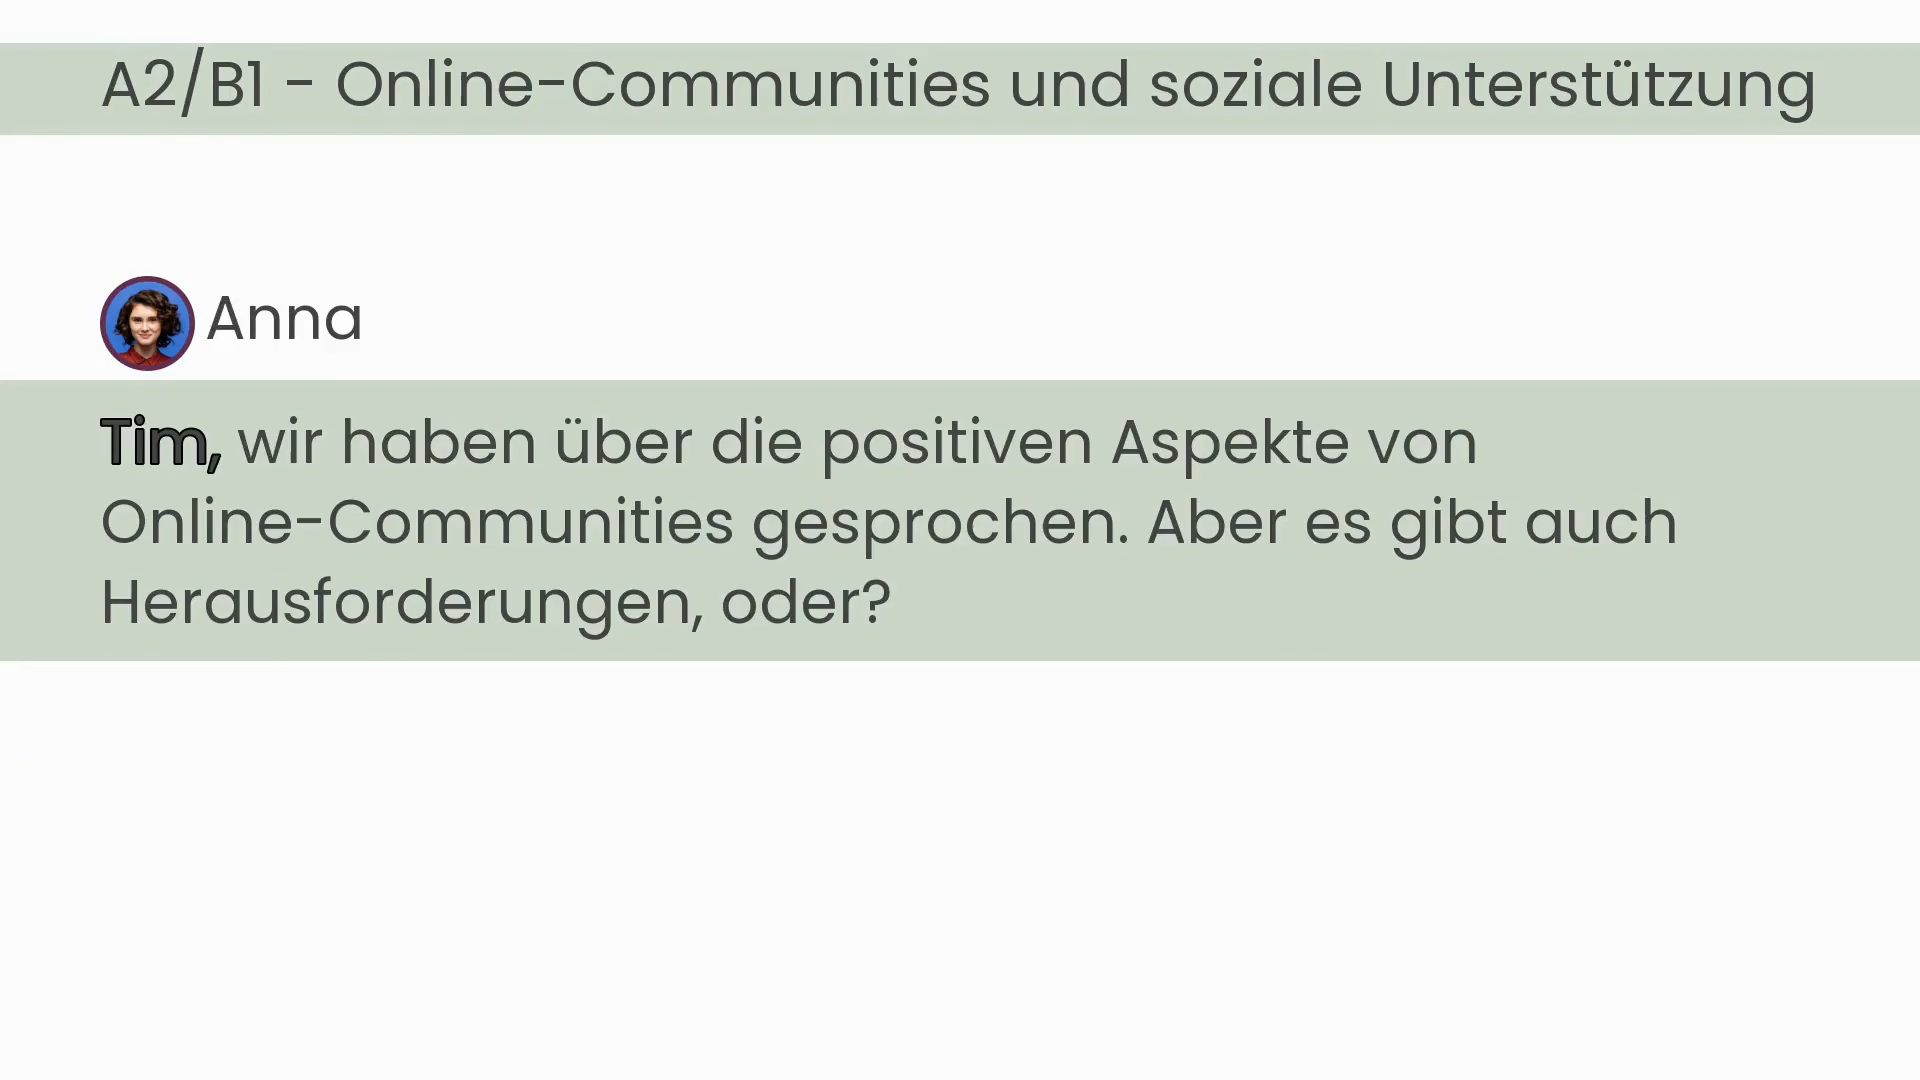 A2/B1 - Online-Communities und soziale Unterstützung
Anna
Tim, wir haben über die positiven Aspekte von
Online-Communities gesprochen. Aber es gibt auch
Herausforderungen, oder?